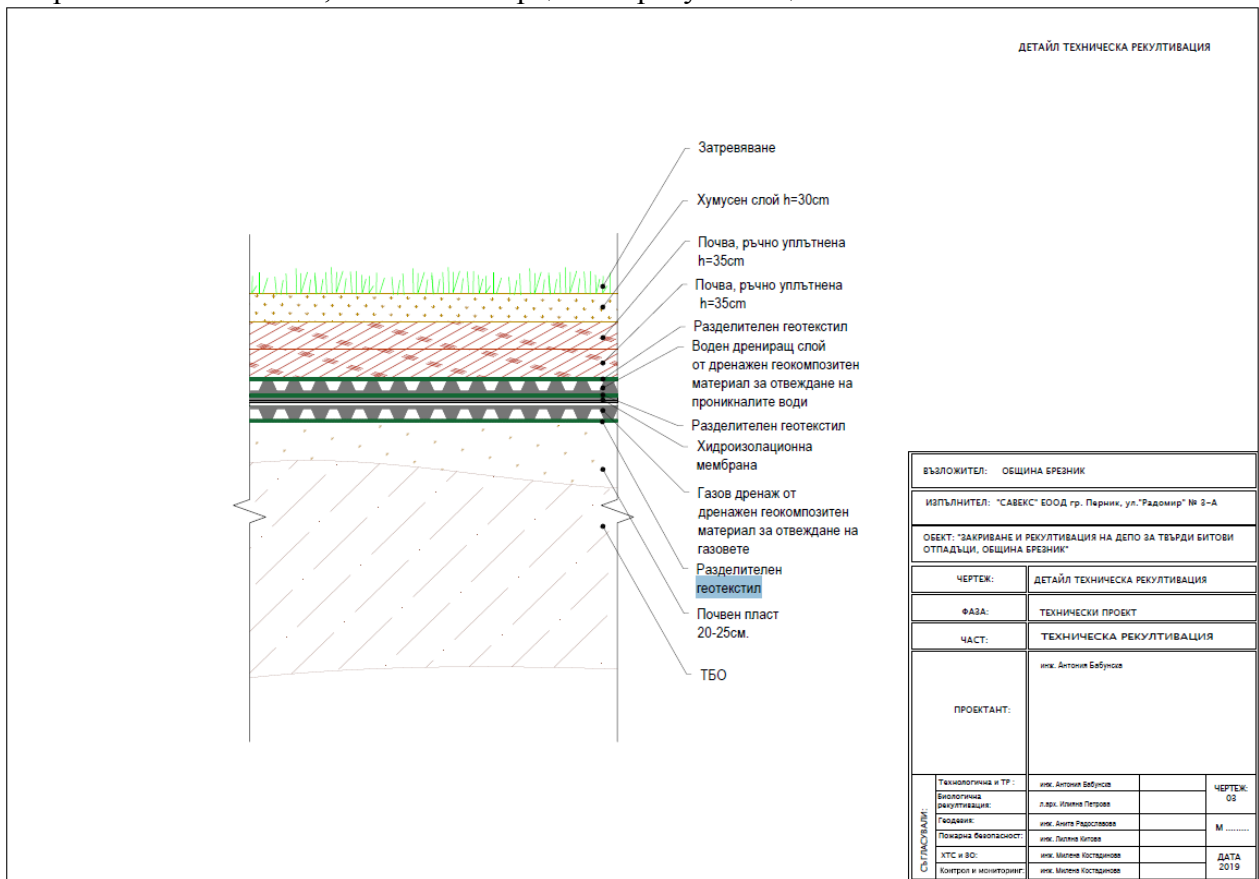 ДЕТАЙЛ ТЕХНИЧЕСКА РЕКУЛТИВАЦИЯ
Затревяване
Хумусен слой h=30cm
Почва, ръчно уплътнена
h=35cm
Почва, ръчно уплътнена
h=35cm
Разделителен геотекстил
Воден дрениращ слой
от дренажен геокомпозитен
материал за отвеждане на
проникналите води
Разделителен геотекстил
Хидроизолационна
мембрана
Газов дренаж от
дренажен геокомпозитен
материал за отвеждане на
газовете
Разделителен
геотекстил
Почвен пласт
20-25см.
ТБО
ВЪЗЛОЖИТЕЛ: ОБЩИНА БРЕЗНИК
ИЗПЪЛНИТЕЛ: "САВЕКС" ЕООД гр. Перник, ул."Радомир" № 3-А
ОБЕКТ: "ЗАКРИВАНЕ И РЕКУЛТИВАЦИЯ НА ДЕПО ЗА ТВЪРДИ БИТОВИ
ОТПАДЪЦИ, ОБЩИНА БРЕЗНИК"
ЧЕРТЕЖ: ДЕТАЙЛ ТЕХНИЧЕСКА РЕКУЛТИВАЦИЯ
ФАЗА: ТЕХНИЧЕСКИ ПРОЕКТ
ЧАСТ: ТЕХНИЧЕСКА РЕКУЛТИВАЦИЯ
ПРОЕКТАНТ: инж. Антония Бабунска
СЪГЛАСУВАЛИ:
Технологична и ТР : инж. Антония Бабунска
Биологична
рекултивация: л.арх. Илияна Петрова
Геодезия: инж. Анита Радославова
Пожарна безопасност: инж. Лиляна Китова
ХТС и ВО: инж. Милена Костадинова
Контрол и мониторинг: инж. Милена Костадинова
ЧЕРТЕЖ:
03
М .........
ДАТА
2019